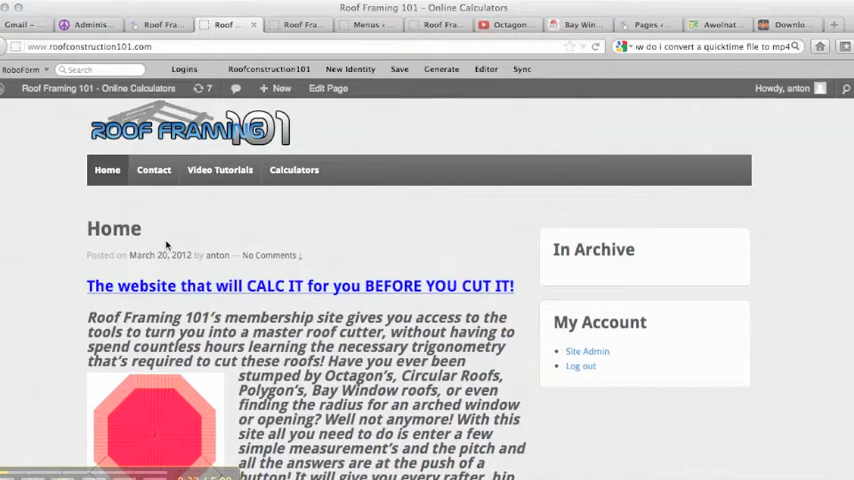 Roof Framing 101 - Online Calculators
Gmail - Adminis... Roof Fra... Roof ... Roof Fra... Menus ‹ ... Roof Fra... Octagon... Bay Win... Pages ‹ ... Awolnat... Downlo...
www.roofconstruction101.com w do i convert a quicktime file to mp4
RoboForm Search Logins Roofconstruction101 New Identity Save Generate Editor Sync
Roof Framing 101 - Online Calculators 7 + New Edit Page Howdy, anton
ROOF FRAMING 101
Home Contact Video Tutorials Calculators
Home
Posted on March 20, 2012 by anton — No Comments ↓
The website that will CALC IT for you BEFORE YOU CUT IT!
Roof Framing 101's membership site gives you access to the
tools to turn you into a master roof cutter, without having to
spend countless hours learning the necessary trigonometry
that's required to cut these roofs! Have you ever been
stumped by Octagon's, Circular Roofs,
Polygon's, Bay Window roofs, or even
finding the radius for an arched window
or opening? Well not anymore! With this
site all you need to do is enter a few
simple measurement's and the pitch and
all the answers are at the push of a
button! It will give you every rafter, hip
In Archive
My Account
• Site Admin
• Log out